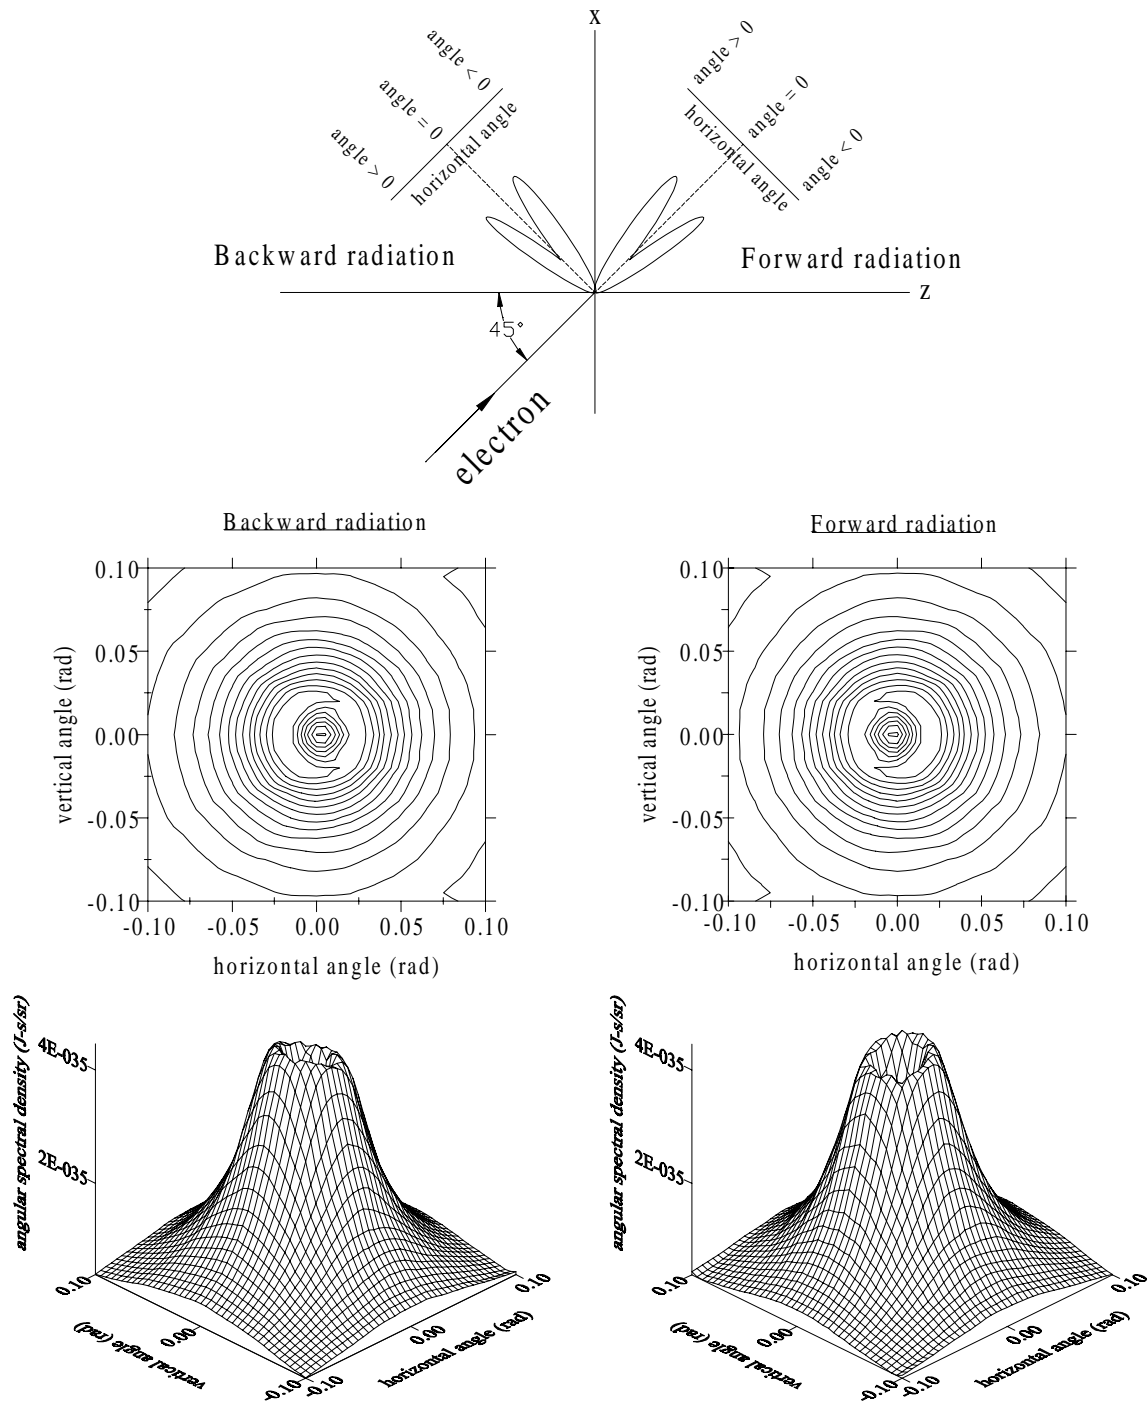 x
angle < 0
angle = 0
angle > 0
horizontal angle
angle > 0
angle = 0
angle < 0
horizontal angle
Backward radiation
Forward radiation
z
45°
electron
Backward radiation
Forward radiation
0.10
0.05
0.00
-0.05
-0.10
vertical angle (rad)
-0.10 -0.05 0.00 0.05 0.10
horizontal angle (rad)
0.10
0.05
0.00
-0.05
-0.10
vertical angle (rad)
-0.10 -0.05 0.00 0.05 0.10
horizontal angle (rad)
angular spectral density (J-s/sr)
4E-035
2E-035
0.10
0.00
-0.10
vertical angle (rad)
-0.10
0.00
0.10
horizontal angle (rad)
angular spectral density (J-s/sr)
4E-035
2E-035
0.10
0.00
-0.10
vertical angle (rad)
-0.10
0.00
0.10
horizontal angle (rad)